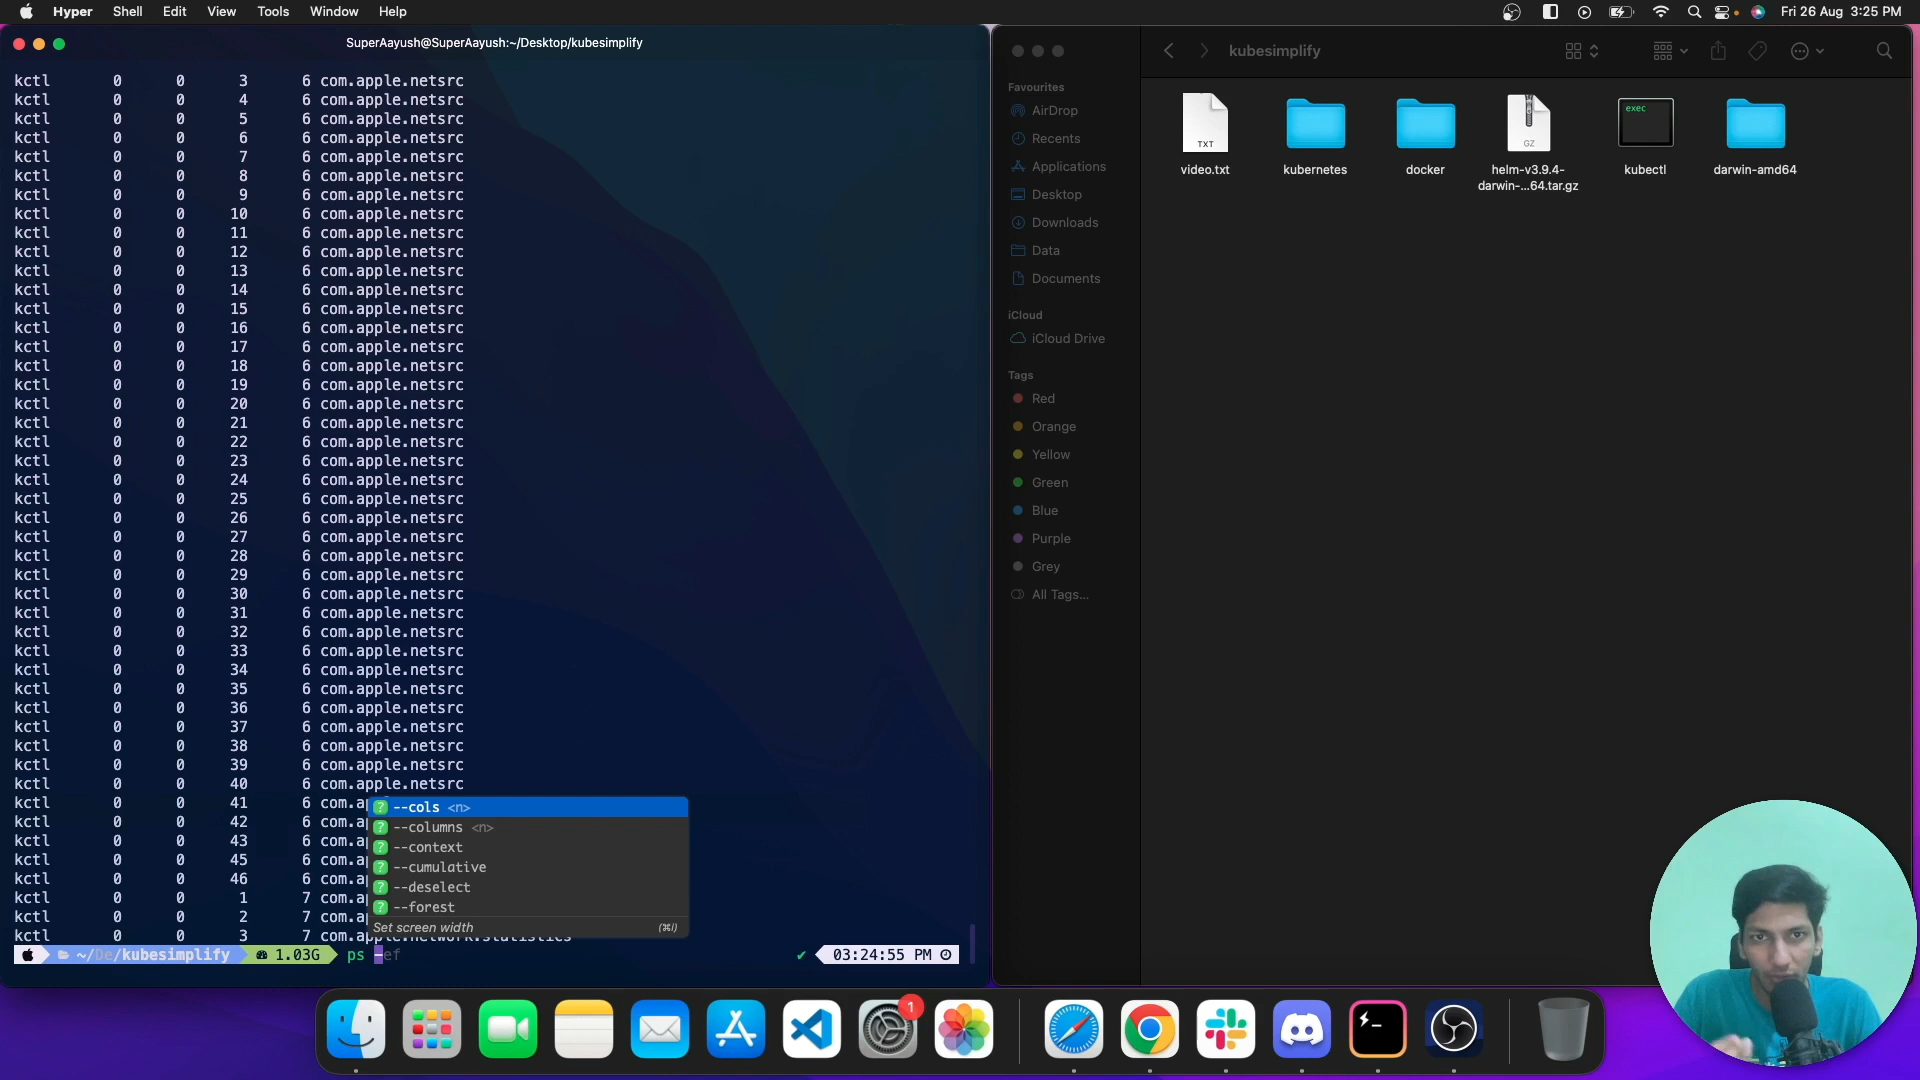 Hyper Shell Edit View Tools Window Help
Fri 26 Aug 3:25 PM
SuperAayush@SuperAayush:~/Desktop/kubesimplify
kctl 0 0 3 6 com.apple.netsrc
kctl 0 0 4 6 com.apple.netsrc
kctl 0 0 5 6 com.apple.netsrc
kctl 0 0 6 6 com.apple.netsrc
kctl 0 0 7 6 com.apple.netsrc
kctl 0 0 8 6 com.apple.netsrc
kctl 0 0 9 6 com.apple.netsrc
kctl 0 0 10 6 com.apple.netsrc
kctl 0 0 11 6 com.apple.netsrc
kctl 0 0 12 6 com.apple.netsrc
kctl 0 0 13 6 com.apple.netsrc
kctl 0 0 14 6 com.apple.netsrc
kctl 0 0 15 6 com.apple.netsrc
kctl 0 0 16 6 com.apple.netsrc
kctl 0 0 17 6 com.apple.netsrc
kctl 0 0 18 6 com.apple.netsrc
kctl 0 0 19 6 com.apple.netsrc
kctl 0 0 20 6 com.apple.netsrc
kctl 0 0 21 6 com.apple.netsrc
kctl 0 0 22 6 com.apple.netsrc
kctl 0 0 23 6 com.apple.netsrc
kctl 0 0 24 6 com.apple.netsrc
kctl 0 0 25 6 com.apple.netsrc
kctl 0 0 26 6 com.apple.netsrc
kctl 0 0 27 6 com.apple.netsrc
kctl 0 0 28 6 com.apple.netsrc
kctl 0 0 29 6 com.apple.netsrc
kctl 0 0 30 6 com.apple.netsrc
kctl 0 0 31 6 com.apple.netsrc
kctl 0 0 32 6 com.apple.netsrc
kctl 0 0 33 6 com.apple.netsrc
kctl 0 0 34 6 com.apple.netsrc
kctl 0 0 35 6 com.apple.netsrc
kctl 0 0 36 6 com.apple.netsrc
kctl 0 0 37 6 com.apple.netsrc
kctl 0 0 38 6 com.apple.netsrc
kctl 0 0 39 6 com.apple.netsrc
kctl 0 0 40 6 com.apple.netsrc
kctl 0 0 41 6 com.a
kctl 0 0 42 6 com.a
kctl 0 0 43 6 com.a
kctl 0 0 45 6 com.a
kctl 0 0 46 6 com.a
kctl 0 0 1 7 com.a
kctl 0 0 2 7 com.a
kctl 0 0 3 7 com.apple.network.statistics
--cols <n>
--columns <n>
--context
--cumulative
--deselect
--forest
Set screen width (⌘I)
~/De/kubesimplify 1.03G ps -ef ✔ 03:24:55 PM
kubesimplify
Favourites
AirDrop
Recents
Applications
Desktop
Downloads
Data
Documents
iCloud
iCloud Drive
Tags
Red
Orange
Yellow
Green
Blue
Purple
Grey
All Tags...
TXT
video.txt
kubernetes
docker
GZ
helm-v3.9.4-
darwin-...64.tar.gz
exec
kubectl
darwin-amd64
1